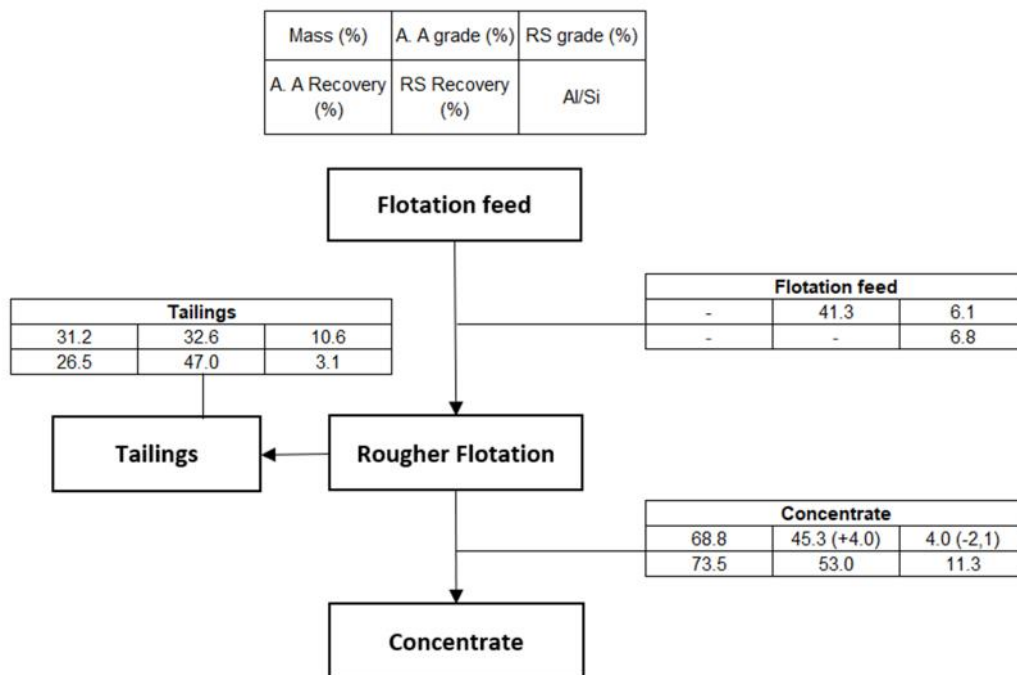 Mass (%) A. A grade (%) RS grade (%)
A. A Recovery (%) RS Recovery (%) Al/Si
Flotation feed
Flotation feed
- 41.3 6.1
- - 6.8
Tailings
31.2 32.6 10.6
26.5 47.0 3.1
Tailings
Rougher Flotation
Concentrate
68.8 45.3 (+4.0) 4.0 (-2,1)
73.5 53.0 11.3
Concentrate